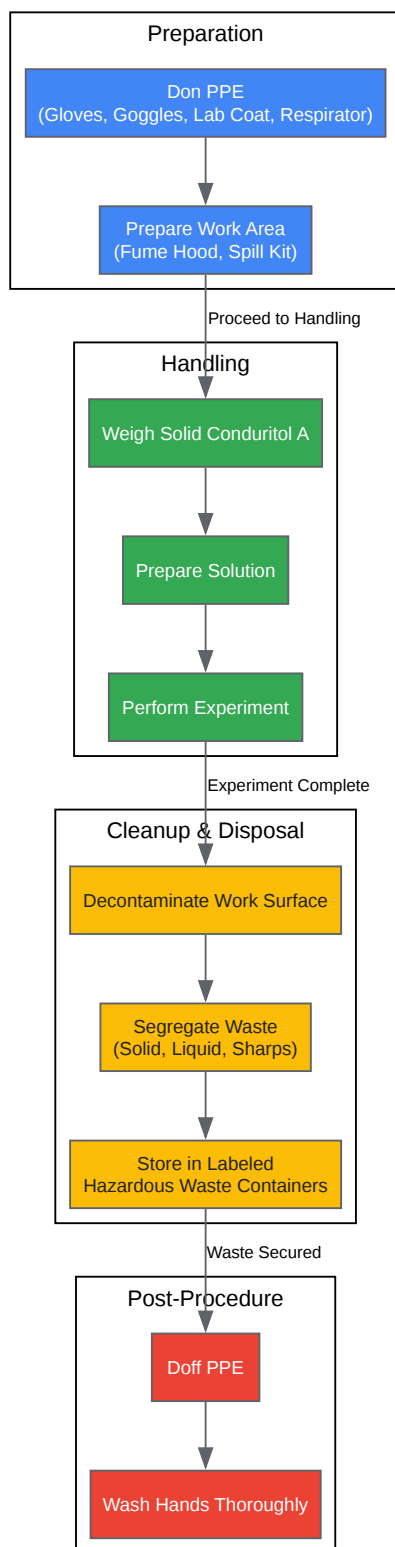 Preparation
Don PPE
(Gloves, Goggles, Lab Coat, Respirator)
Prepare Work Area
(Fume Hood, Spill Kit)
Proceed to Handling
Handling
Weigh Solid Conduritol A
Prepare Solution
Perform Experiment
Experiment Complete
Cleanup & Disposal
Decontaminate Work Surface
Segregate Waste
(Solid, Liquid, Sharps)
Store in Labeled
Hazardous Waste Containers
Waste Secured
Post-Procedure
Doff PPE
Wash Hands Thoroughly